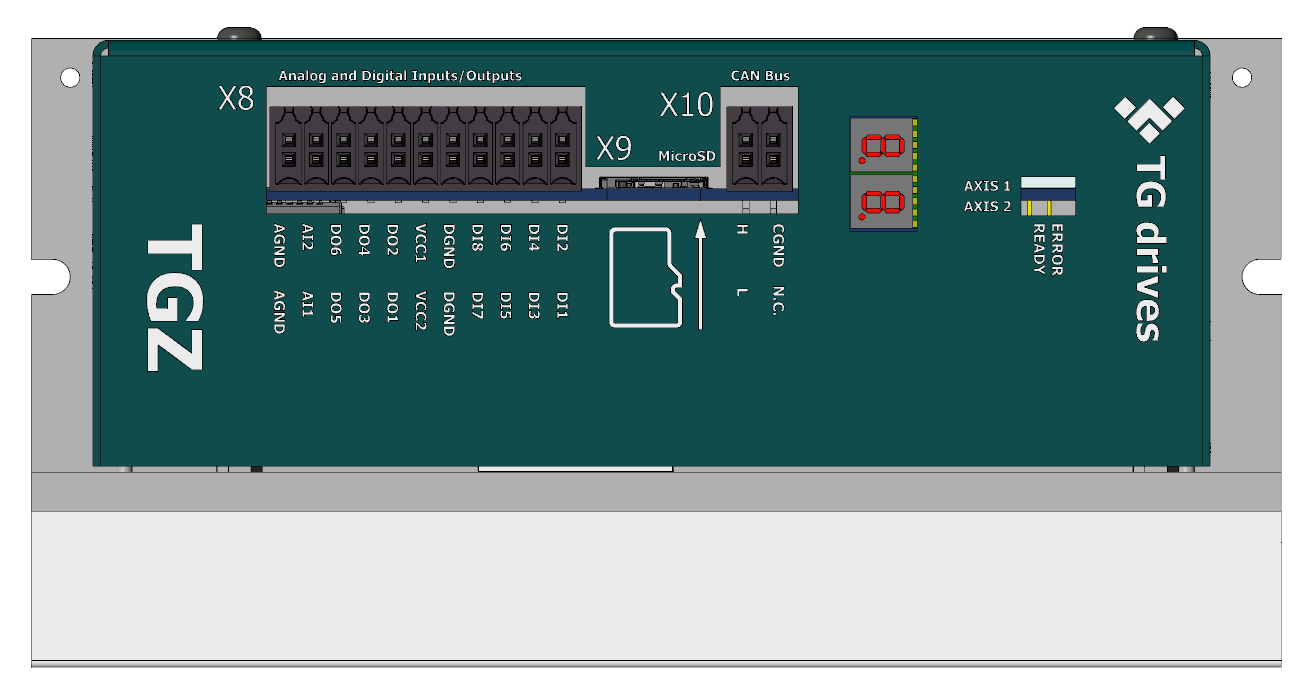 Analog and Digital Inputs/Outputs
CAN Bus
X8
X10
X9
MicroSD
8.
8.
AXIS 1
AXIS 2
TG drives
TGZ
AGND AI2 DO6 DO4 DO2 VCC1 DGND DI8 DI6 DI4 DI2
H CGND
ERROR
READY
AGND AI1 DO5 DO3 DO1 VCC2 DGND DI7 DI5 DI3 DI1
L N.C.